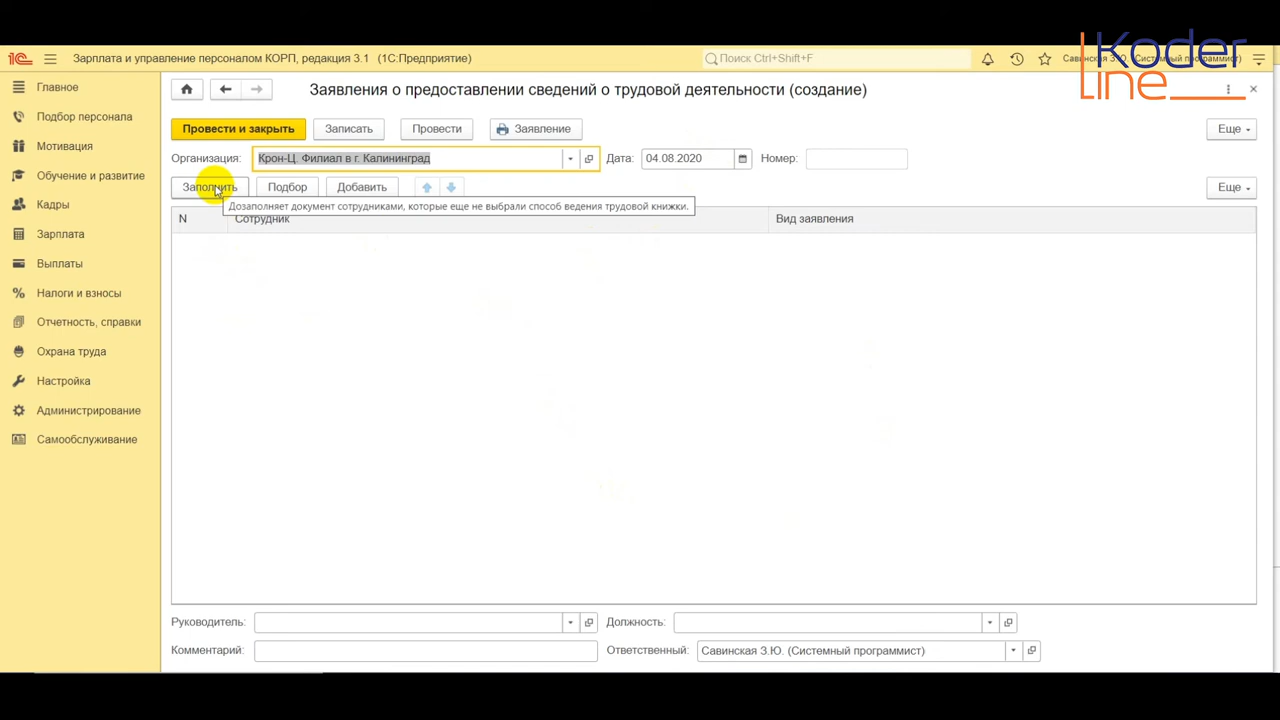 Koder
line
1С Зарплата и управление персоналом КОРП, редакция 3.1 (1С:Предприятие) Поиск Ctrl+Shift+F
Главное
Подбор персонала
Мотивация
Обучение и развитие
Кадры
Зарплата
Выплаты
Налоги и взносы
Отчетность, справки
Охрана труда
Настройка
Администрирование
Самообслуживание
Заявления о предоставлении сведений о трудовой деятельности (создание)
Провести и закрыть Записать Провести Заявление Еще
Организация: Крон-Ц. Филиал в г. Калининград Дата: 04.08.2020 Номер:
Заполнить Подбор Добавить Еще
Дозаполняет документ сотрудниками, которые еще не выбрали способ ведения трудовой книжки.
N Сотрудник Вид заявления
Руководитель: Должность:
Комментарий: Ответственный: Савинская З.Ю. (Системный программист)